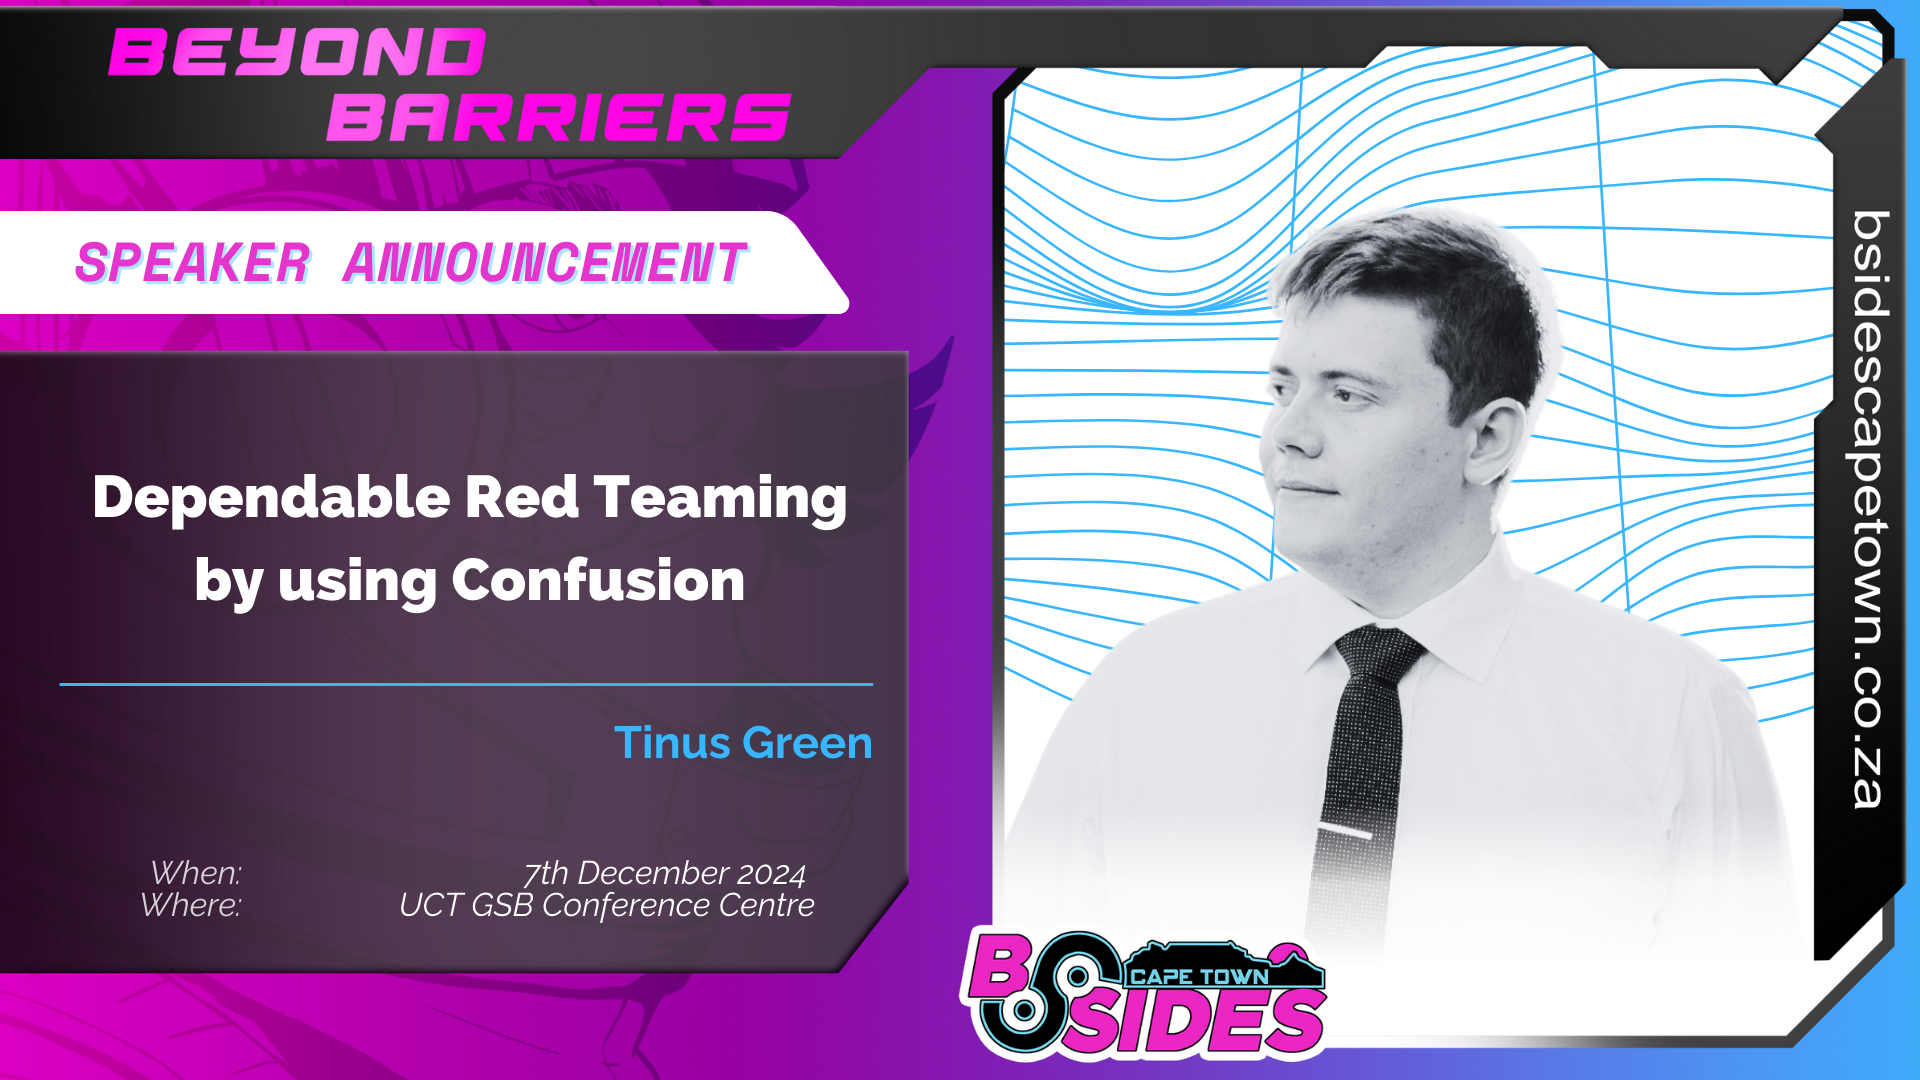 BEYOND
BARRIERS
SPEAKER ANNOUNCEMENT
Dependable Red Teaming
by using Confusion
Tinus Green
When: 7th December 2024
Where: UCT GSB Conference Centre
bsidescapetown.co.za
CAPE TOWN
BSIDES